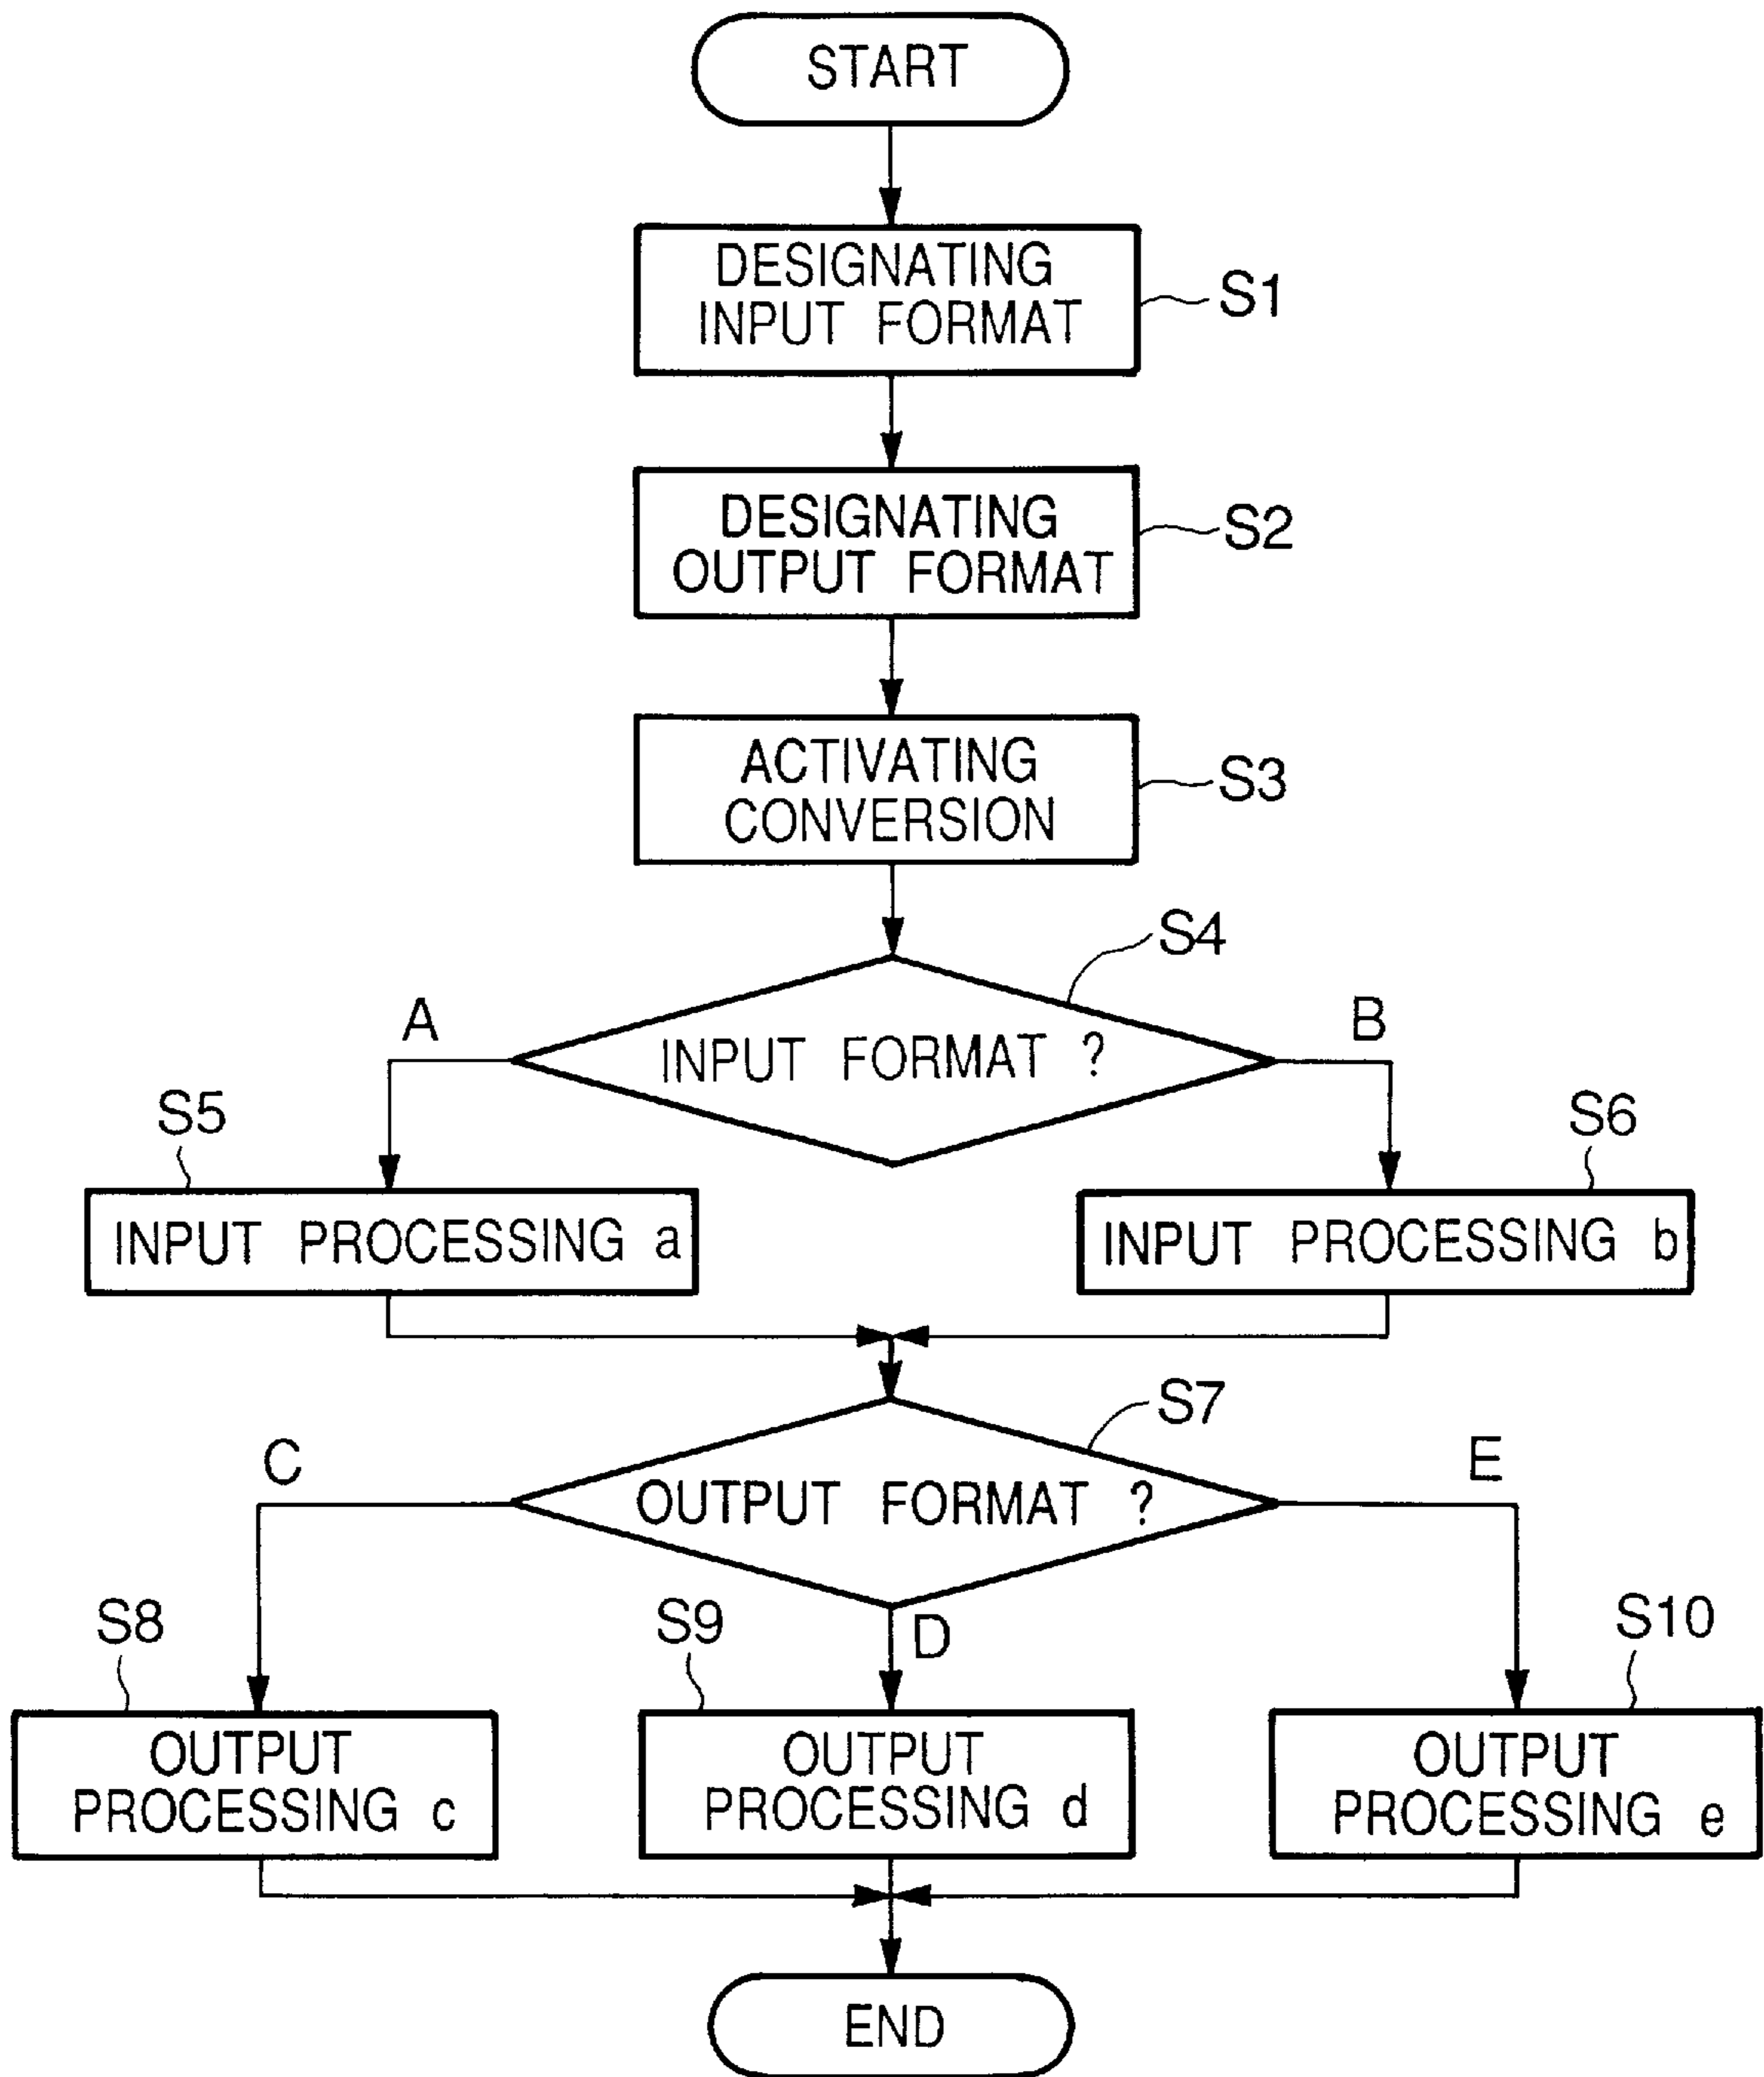 START
DESIGNATING
INPUT FORMAT
S1
DESIGNATING
OUTPUT FORMAT
S2
ACTIVATING
CONVERSION
S3
S4
A
INPUT FORMAT ?
B
S5
S6
INPUT PROCESSING a
INPUT PROCESSING b
S7
C
OUTPUT FORMAT ?
E
S8
S9
D
S10
OUTPUT
PROCESSING c
OUTPUT
PROCESSING d
OUTPUT
PROCESSING e
END